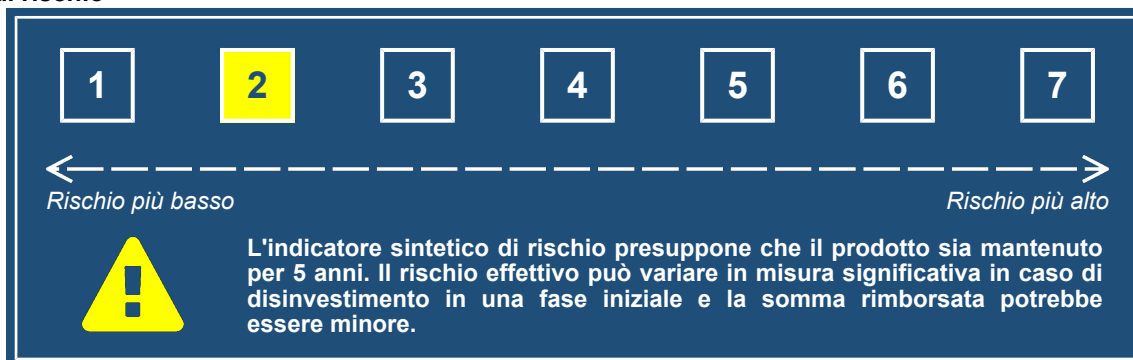 di rischio
1 2 3 4 5 6 7
Rischio più basso Rischio più alto
L'indicatore sintetico di rischio presuppone che il prodotto sia mantenuto
per 5 anni. Il rischio effettivo può variare in misura significativa in caso di
disinvestimento in una fase iniziale e la somma rimborsata potrebbe
essere minore.